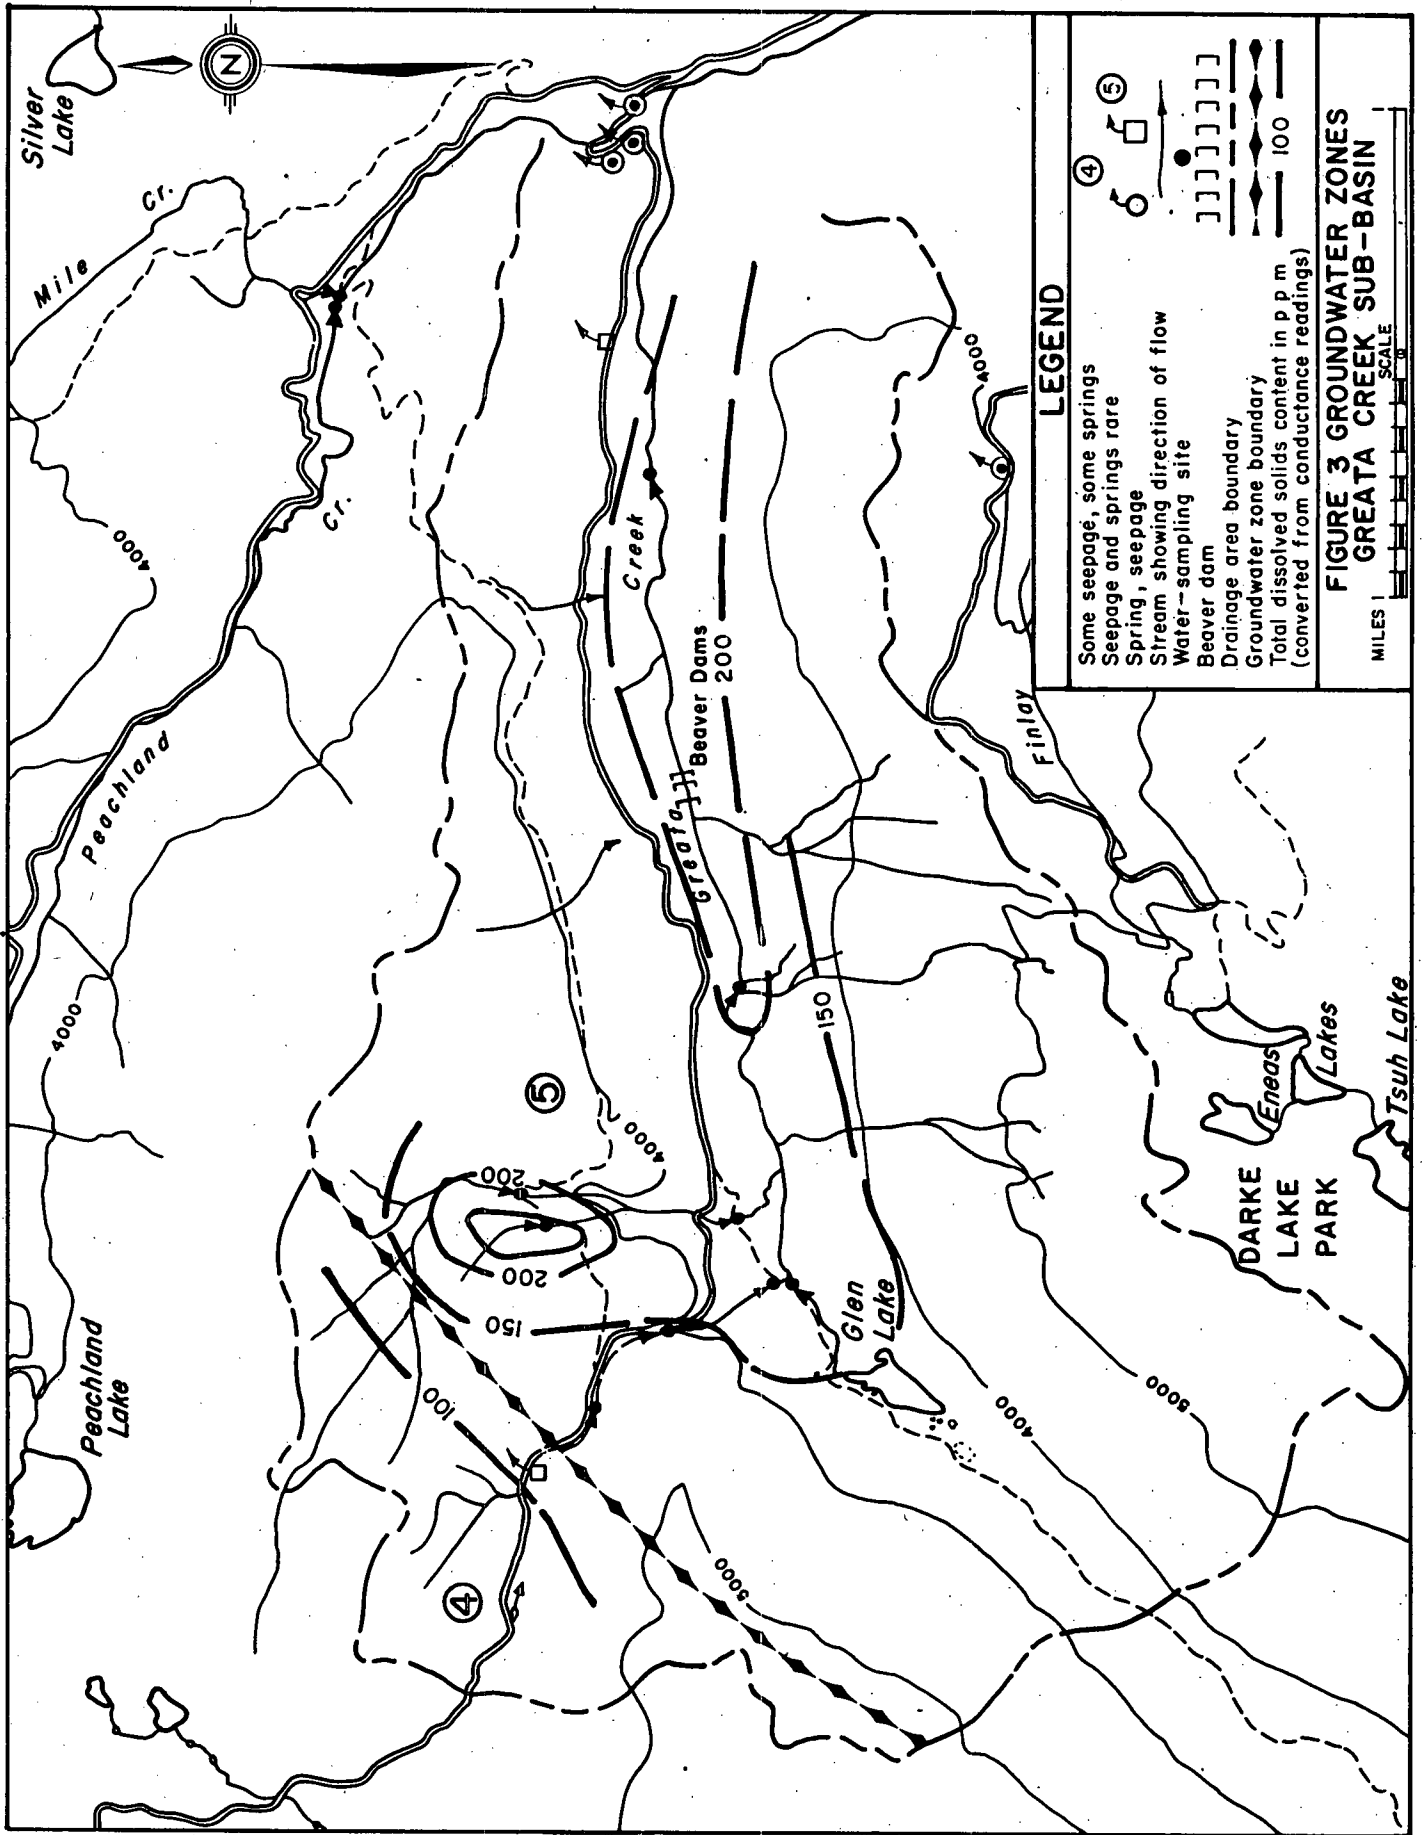 Silver
Lake
N
Mile
Cr.
4000
Cr.
Peachland
4000
Peachland
Lake
Creek
Greata
Beaver Dams
200
150
4000
5
4000
200
200
150
100
4
Glen
Lake
5000
4000
5000
Finlay
Eneas
Lakes
Tsuh Lake
DARKE
LAKE
PARK
LEGEND
Some seepage, some springs 4
Seepage and springs rare 5
Spring, seepage
Stream showing direction of flow
Water-sampling site
Beaver dam
Drainage area boundary
Groundwater zone boundary
Total dissolved solids content in p p m 100
(converted from conductance readings)
FIGURE 3 GROUNDWATER ZONES
GREATA CREEK SUB-BASIN
SCALE
MILES 1 0 1